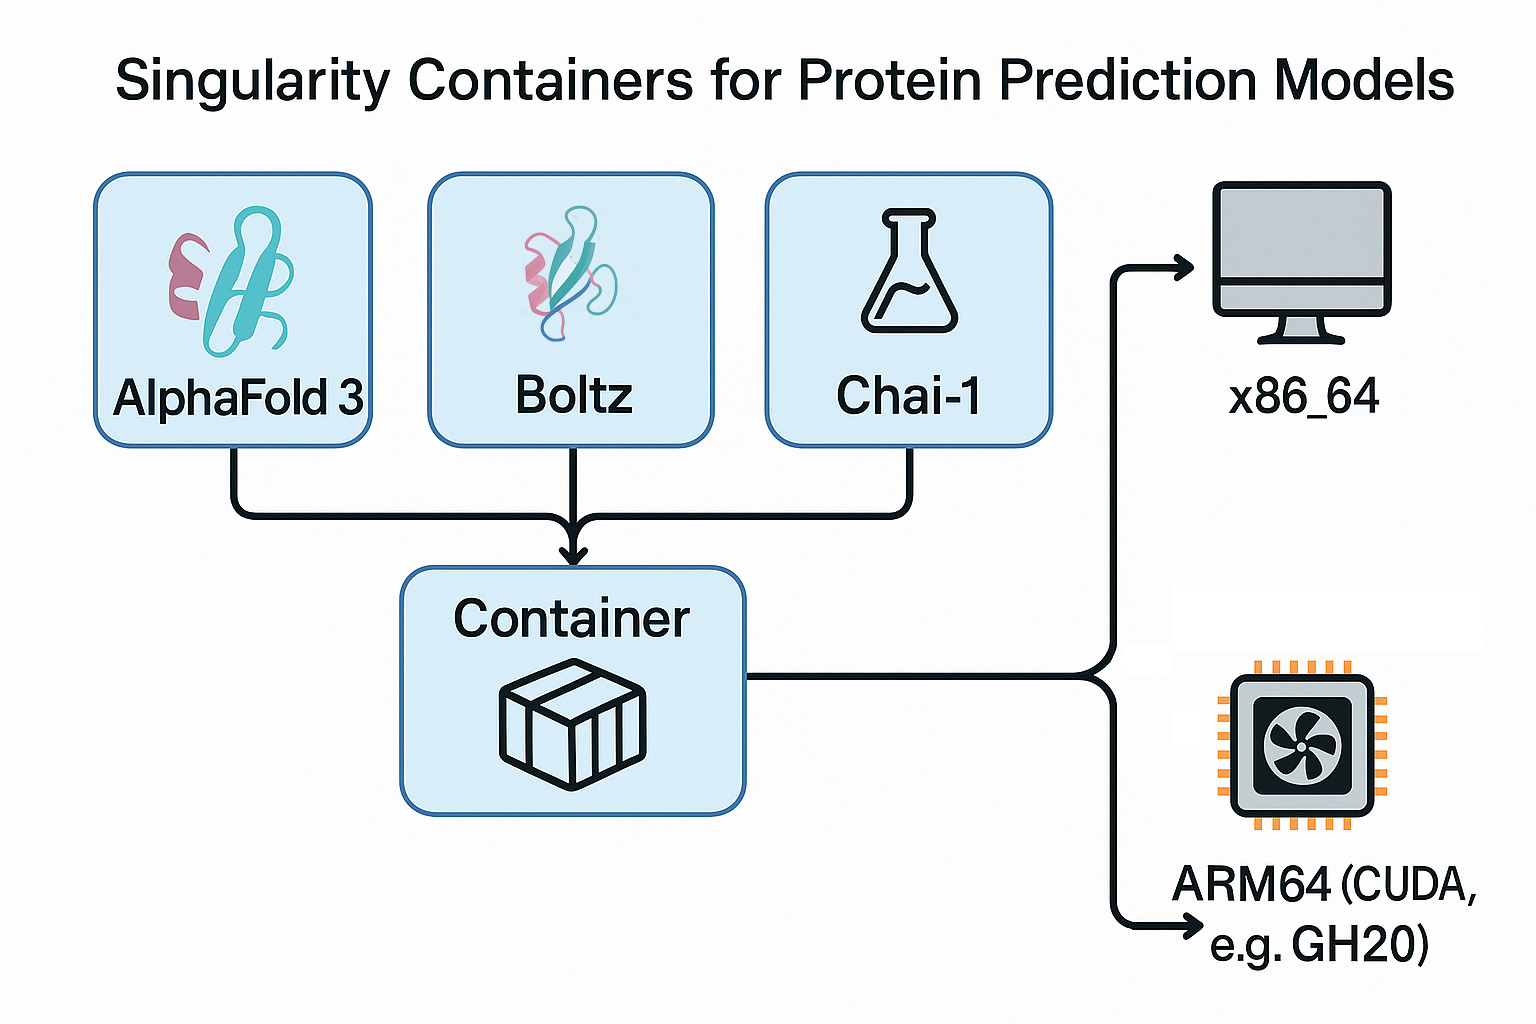 Singularity Containers for Protein Prediction Models
AlphaFold 3
Boltz
Chai-1
x86_64
Container
ARM64 (CUDA,
e.g. GH20)